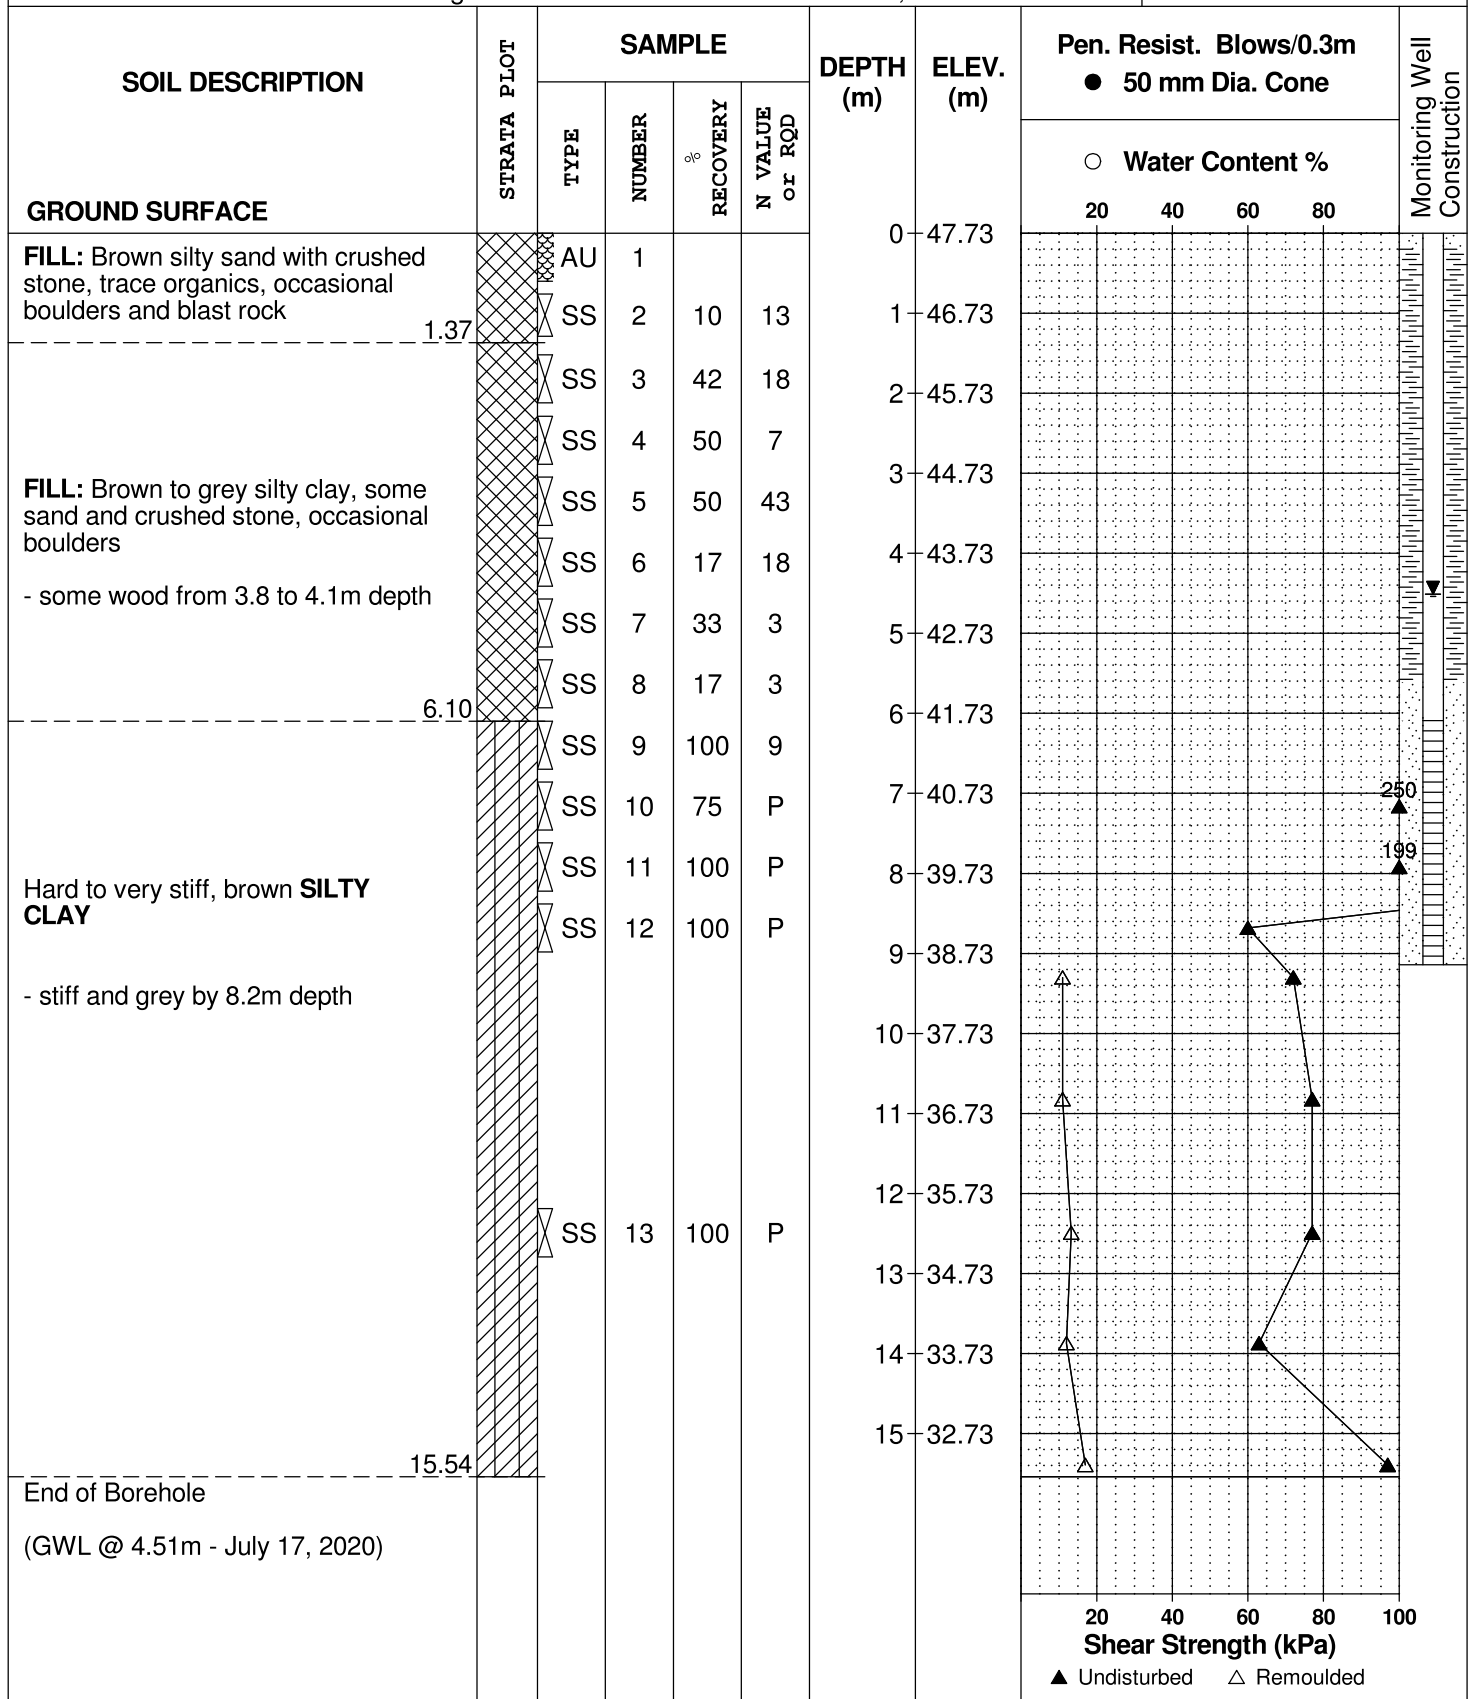 SOIL DESCRIPTION
GROUND SURFACE
STRATA PLOT
SAMPLE
TYPE
NUMBER
%
RECOVERY
N VALUE
or RQD
DEPTH
(m)
ELEV.
(m)
Pen. Resist. Blows/0.3m
● 50 mm Dia. Cone
○ Water Content %
20 40 60 80
Monitoring Well
Construction
FILL: Brown silty sand with crushed
stone, trace organics, occasional
boulders and blast rock
1.37
FILL: Brown to grey silty clay, some
sand and crushed stone, occasional
boulders
- some wood from 3.8 to 4.1m depth
6.10
Hard to very stiff, brown SILTY
CLAY
- stiff and grey by 8.2m depth
15.54
End of Borehole
(GWL @ 4.51m - July 17, 2020)
AU 1
SS 2 10 13
SS 3 42 18
SS 4 50 7
SS 5 50 43
SS 6 17 18
SS 7 33 3
SS 8 17 3
SS 9 100 9
SS 10 75 P
SS 11 100 P
SS 12 100 P
SS 13 100 P
0 47.73
1 46.73
2 45.73
3 44.73
4 43.73
5 42.73
6 41.73
7 40.73
8 39.73
9 38.73
10 37.73
11 36.73
12 35.73
13 34.73
14 33.73
15 32.73
250
199
20 40 60 80 100
Shear Strength (kPa)
▲ Undisturbed △ Remoulded